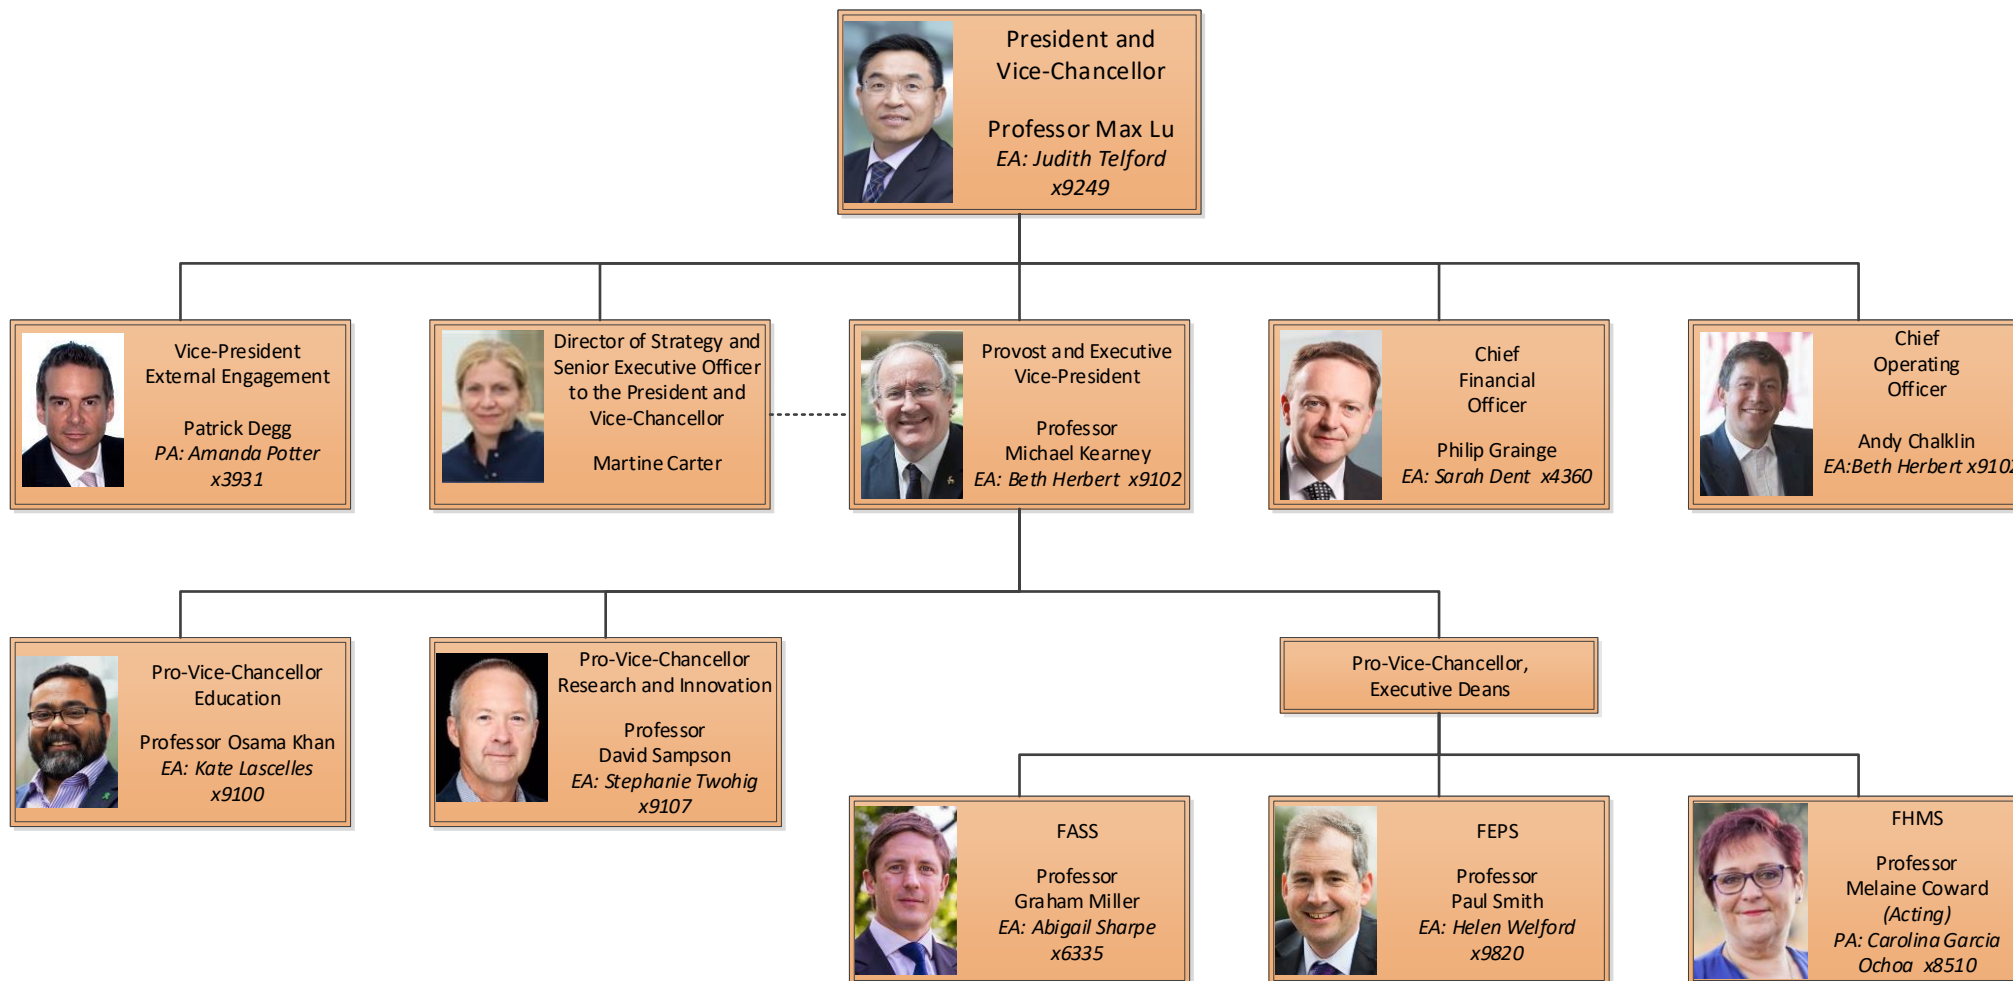 President and
Vice-Chancellor
Professor Max Lu
EA: Judith Telford
x9249
Vice-President
External Engagement
Patrick Degg
PA: Amanda Potter
x3931
Director of Strategy and
Senior Executive Officer
to the President and
Vice-Chancellor
Martine Carter
Provost and Executive
Vice-President
Professor
Michael Kearney
EA: Beth Herbert x9102
Chief
Financial
Officer
Philip Grainge
EA: Sarah Dent x4360
Chief
Operating
Officer
Andy Chalklin
EA:Beth Herbert x9102
Pro-Vice-Chancellor
Education
Professor Osama Khan
EA: Kate Lascelles
x9100
Pro-Vice-Chancellor
Research and Innovation
Professor
David Sampson
EA: Stephanie Twohig
x9107
Pro-Vice-Chancellor,
Executive Deans
FASS
Professor
Graham Miller
EA: Abigail Sharpe
x6335
FEPS
Professor
Paul Smith
EA: Helen Welford
x9820
FHMS
Professor
Melaine Coward
(Acting)
PA: Carolina Garcia
Ochoa x8510